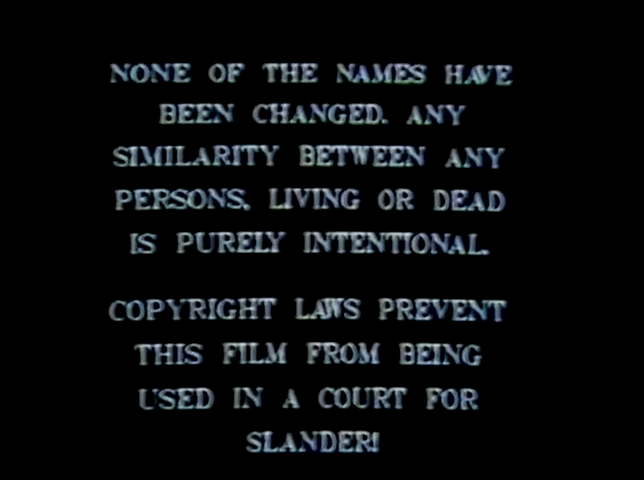 NONE OF THE NAMES HAVE
BEEN CHANGED. ANY
SIMILARITY BETWEEN ANY
PERSONS, LIVING OR DEAD
IS PURELY INTENTIONAL.
COPYRIGHT LAWS PREVENT
THIS FILM FROM BEING
USED IN A COURT FOR
SLANDER!